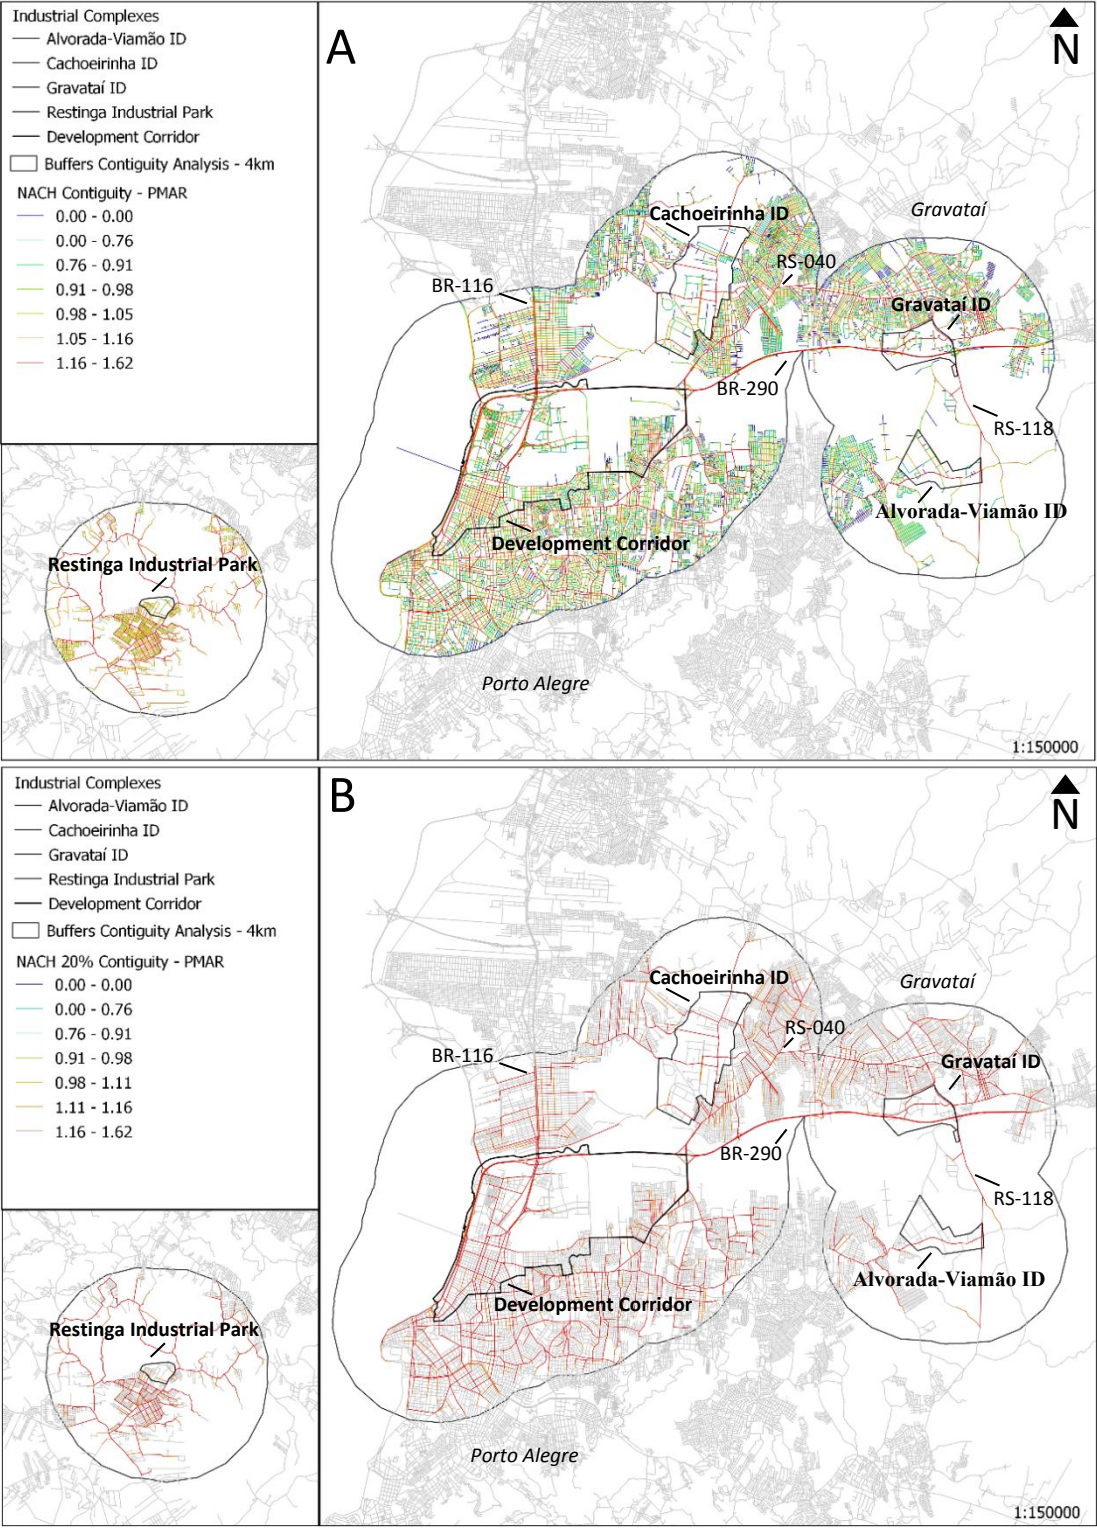 Industrial Complexes
Alvorada-Viamão ID
Cachoeirinha ID
Gravataí ID
Restinga Industrial Park
Development Corridor
Buffers Contiguity Analysis - 4km
NACH Contiguity - PMAR
0.00 - 0.00
0.00 - 0.76
0.76 - 0.91
0.91 - 0.98
0.98 - 1.05
1.05 - 1.16
1.16 - 1.62
Restinga Industrial Park
A
N
Cachoeirinha ID
Gravataí
RS-040
BR-116
Gravataí ID
BR-290
RS-118
Alvorada-Viamão ID
Development Corridor
Porto Alegre
1:150000
Industrial Complexes
Alvorada-Viamão ID
Cachoeirinha ID
Gravataí ID
Restinga Industrial Park
Development Corridor
Buffers Contiguity Analysis - 4km
NACH 20% Contiguity - PMAR
0.00 - 0.00
0.00 - 0.76
0.76 - 0.91
0.91 - 0.98
0.98 - 1.11
1.11 - 1.16
1.16 - 1.62
Restinga Industrial Park
B
N
Cachoeirinha ID
Gravataí
RS-040
BR-116
Gravataí ID
BR-290
RS-118
Alvorada-Viamão ID
Development Corridor
Porto Alegre
1:150000